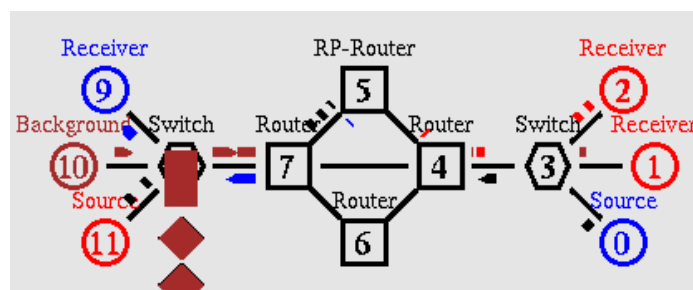 RP-Router
Receiver
Receiver
9
5
2
Background
Switch
Router
Router
Switch
Receiver
10
7
4
3
1
Source
Router
Source
11
6
0